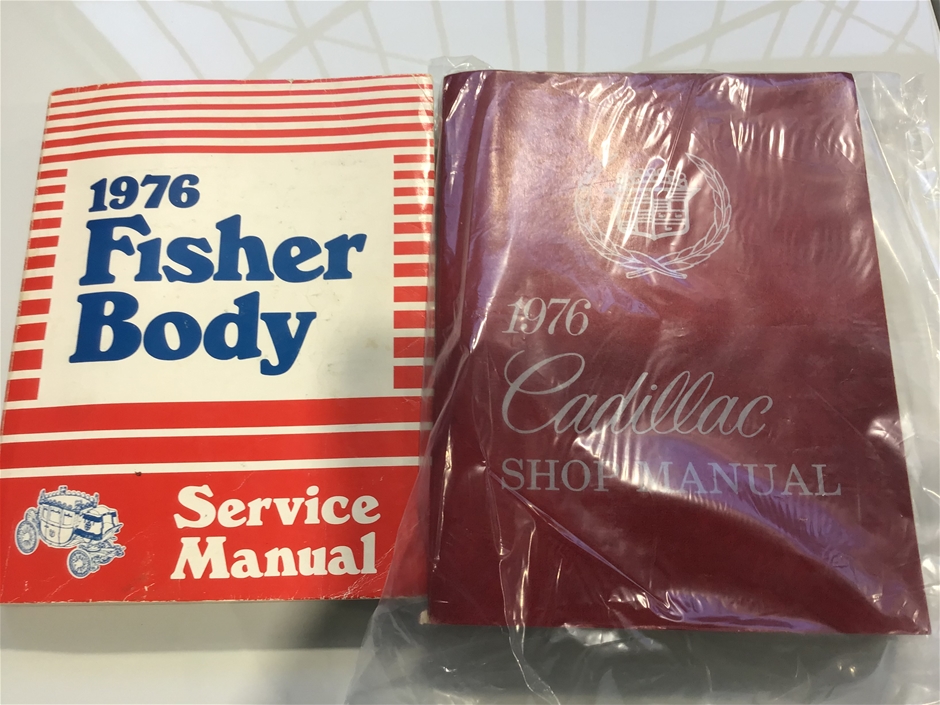 1976
Fisher
Body
Service
Manual
1976
Cadillac
SHOP MANUAL